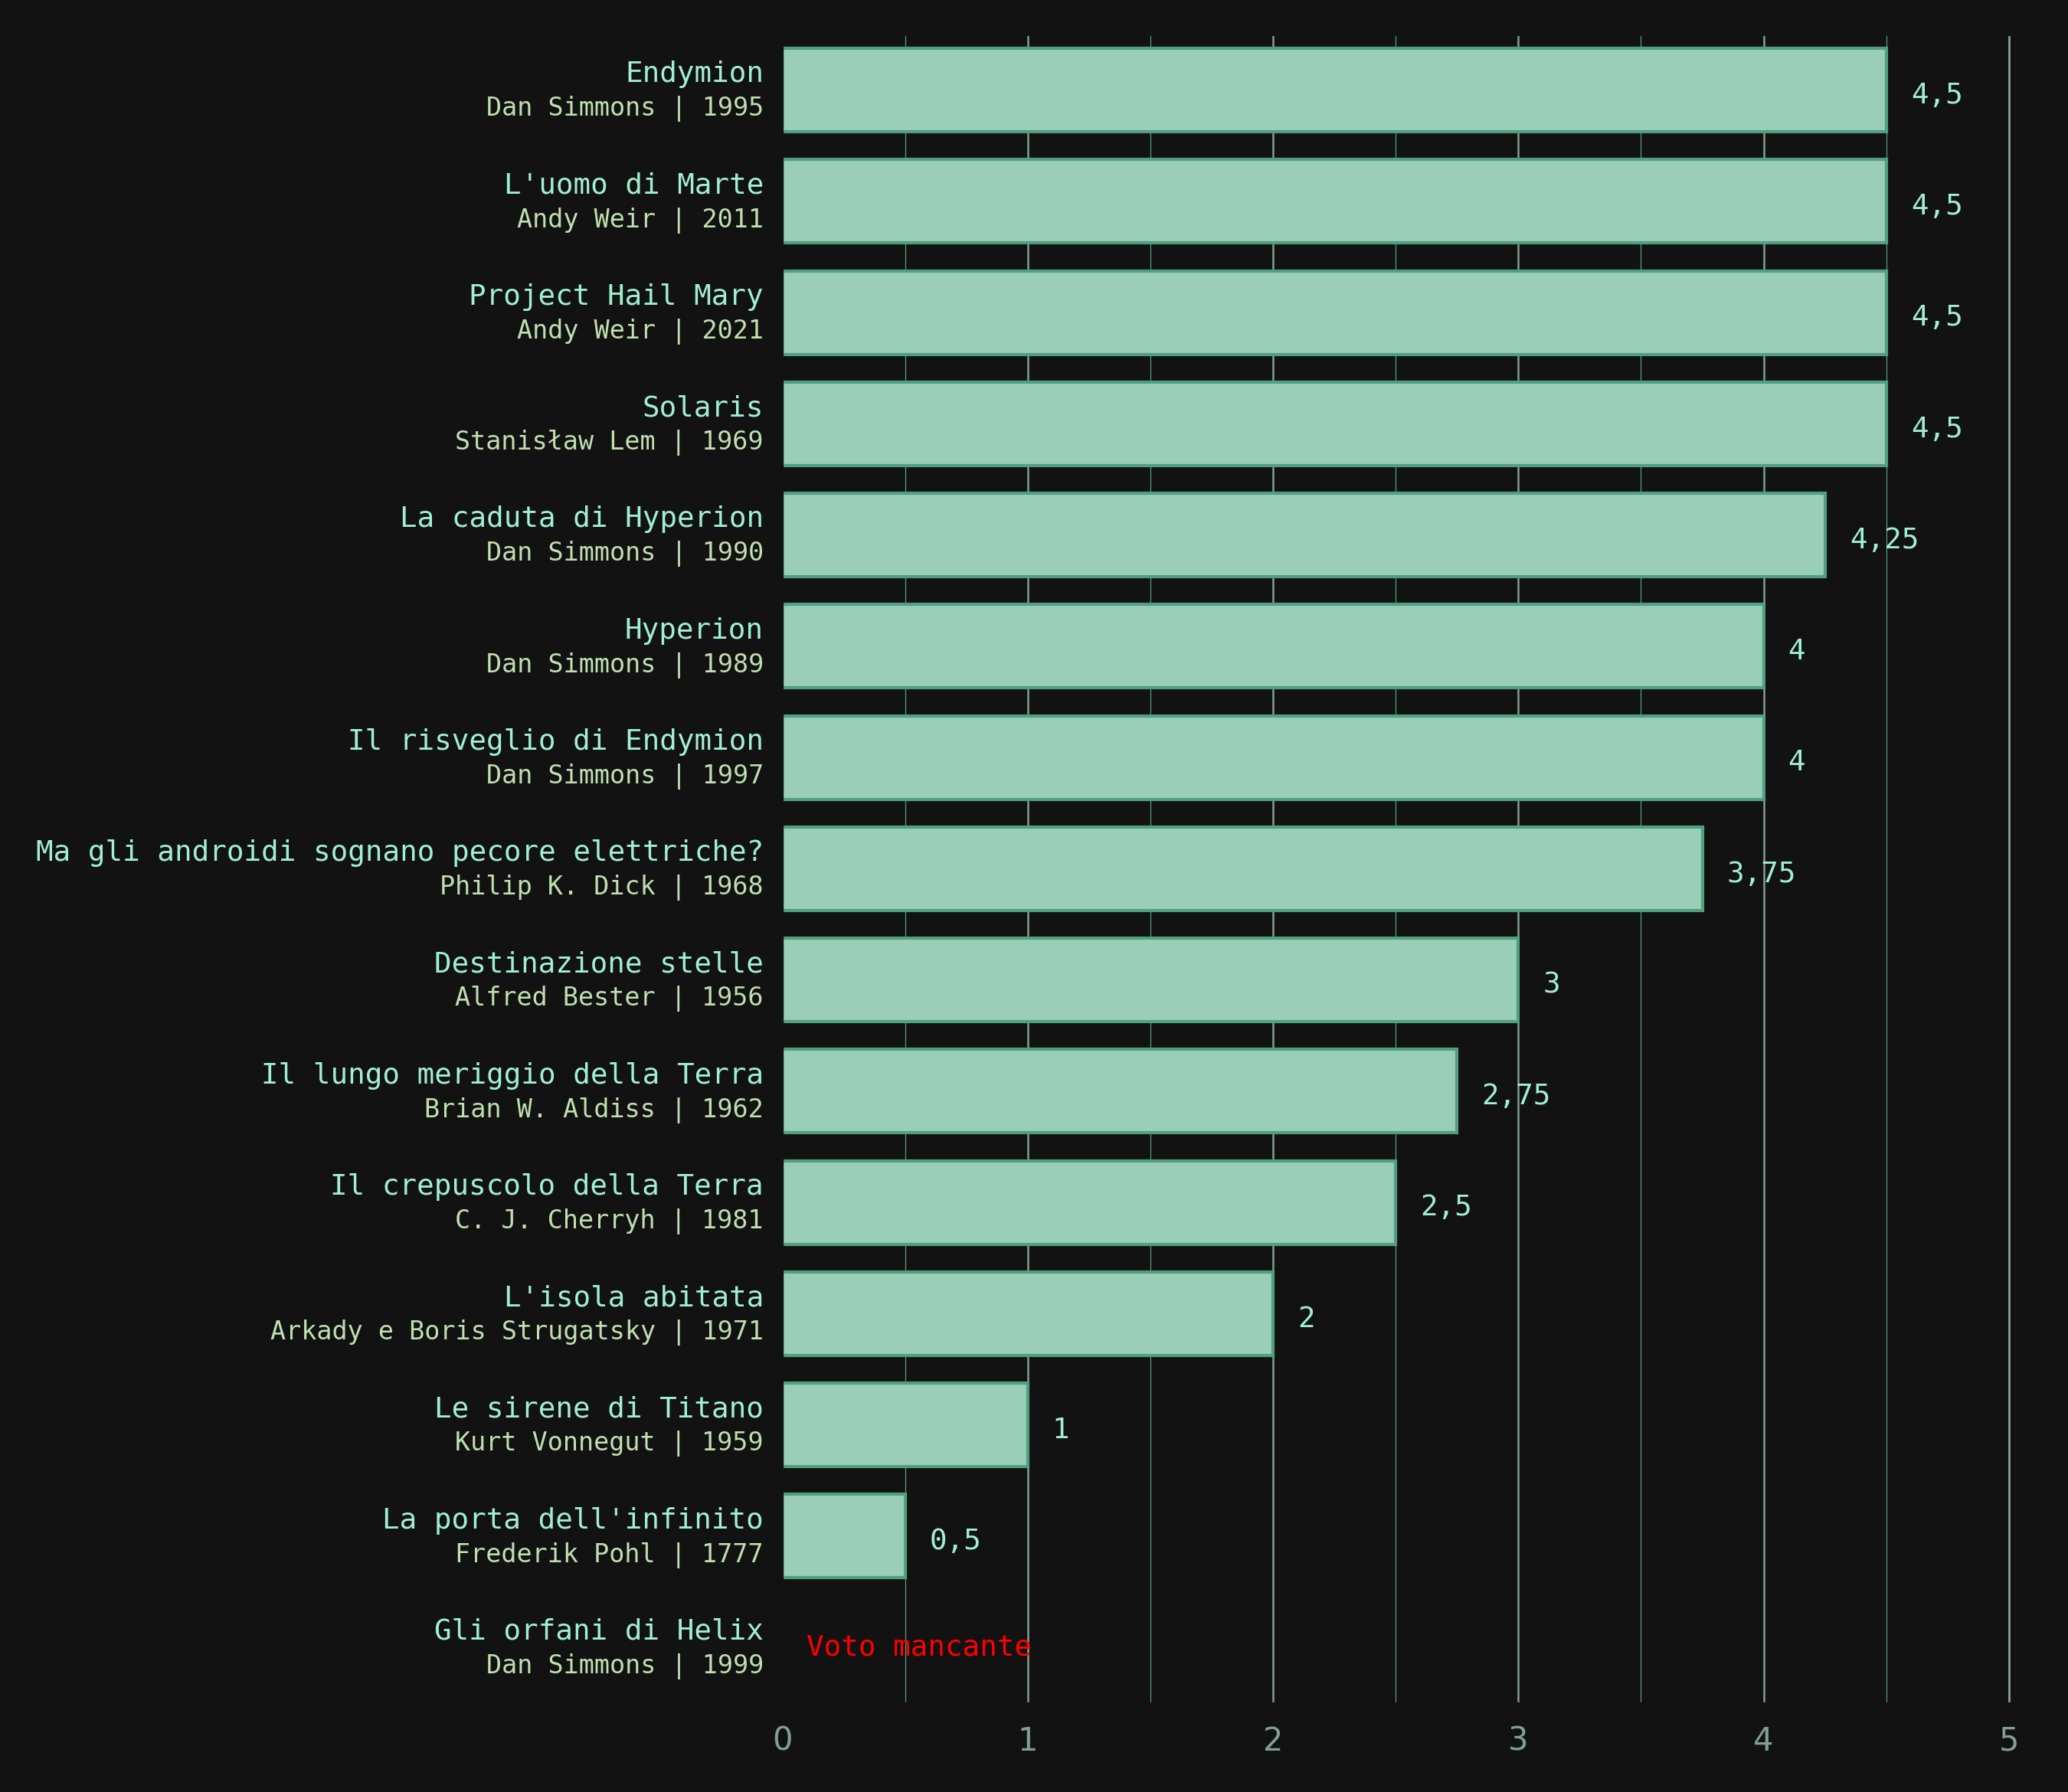 Endymion
Dan Simmons | 1995
4,5
L'uomo di Marte
Andy Weir | 2011
4,5
Project Hail Mary
Andy Weir | 2021
4,5
Solaris
Stanisław Lem | 1969
4,5
La caduta di Hyperion
Dan Simmons | 1990
4,25
Hyperion
Dan Simmons | 1989
4
Il risveglio di Endymion
Dan Simmons | 1997
4
Ma gli androidi sognano pecore elettriche?
Philip K. Dick | 1968
3,75
Destinazione stelle
Alfred Bester | 1956
3
Il lungo meriggio della Terra
Brian W. Aldiss | 1962
2,75
Il crepuscolo della Terra
C. J. Cherryh | 1981
2,5
L'isola abitata
Arkady e Boris Strugatsky | 1971
2
Le sirene di Titano
Kurt Vonnegut | 1959
1
La porta dell'infinito
Frederik Pohl | 1777
0,5
Gli orfani di Helix
Dan Simmons | 1999
Voto mancante
0 1 2 3 4 5